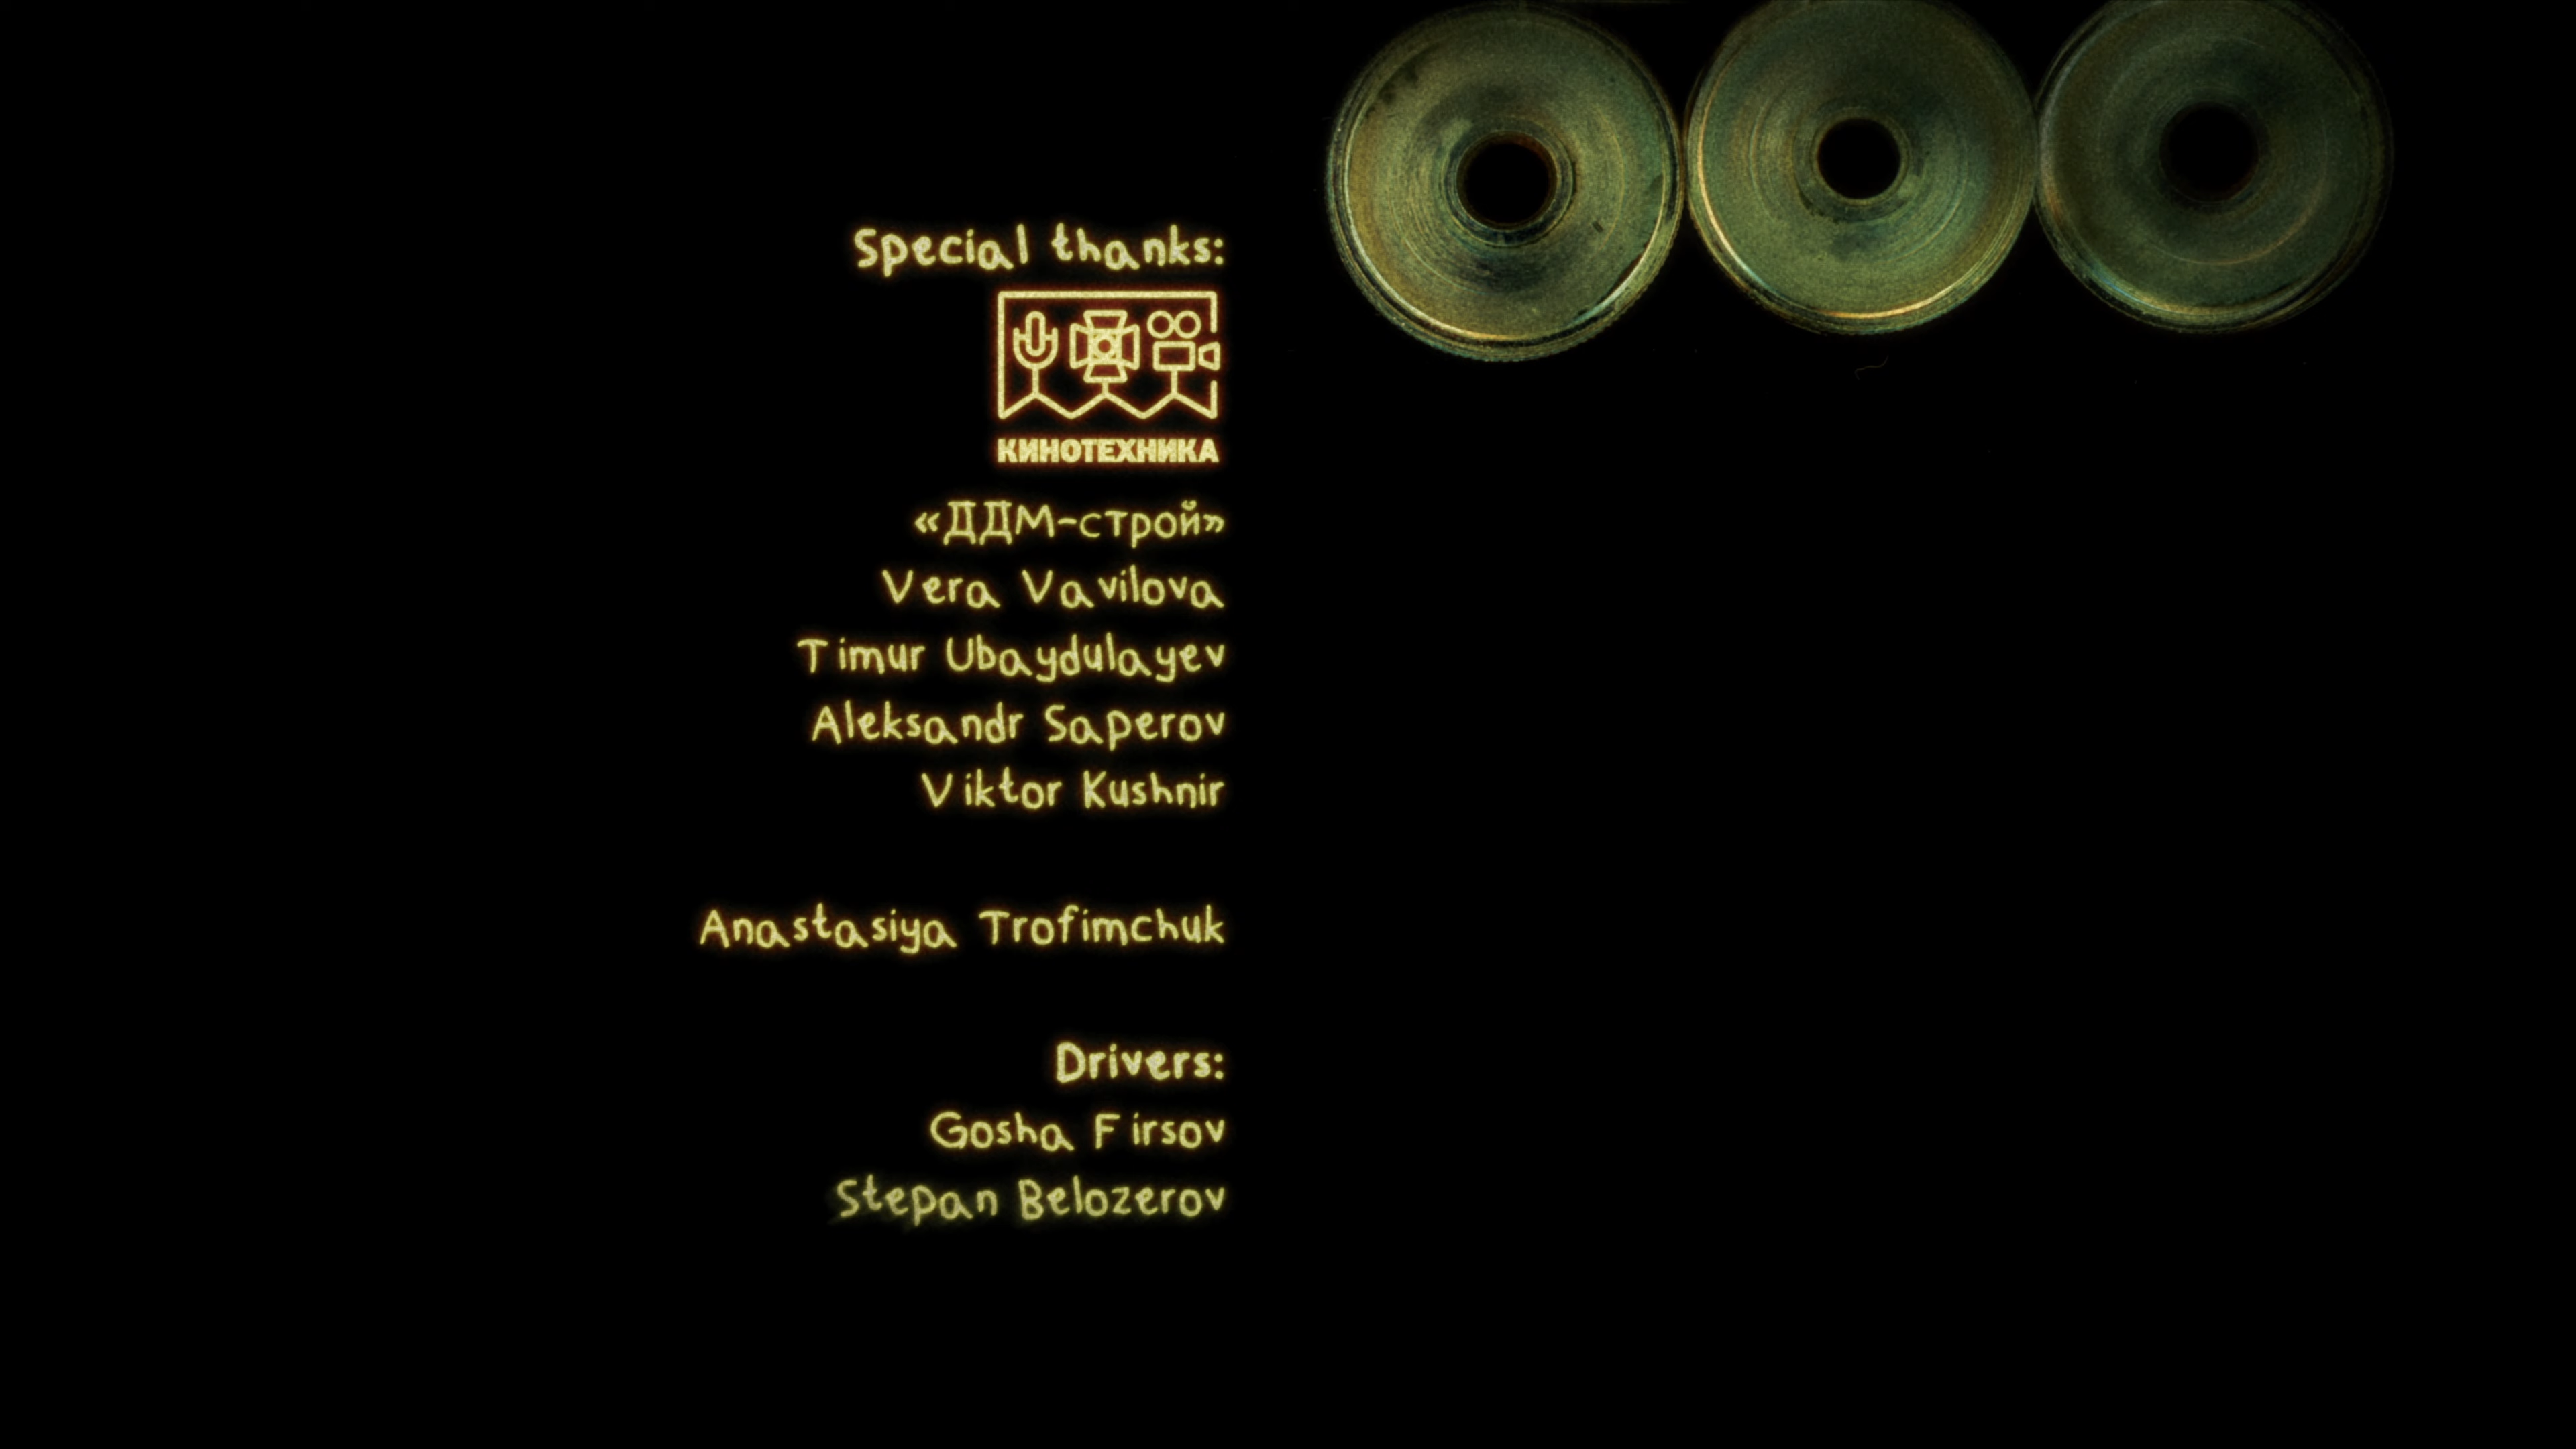 Special thanks:
КИНОТЕХНИКА
«ДДМ-строй»
Vera Vavilova
Timur Ubaydulayev
Aleksandr Saperov
Viktor Kushnir
Anastasiya Trofimchuk
Drivers:
Gosha Firsov
Stepan Belozerov